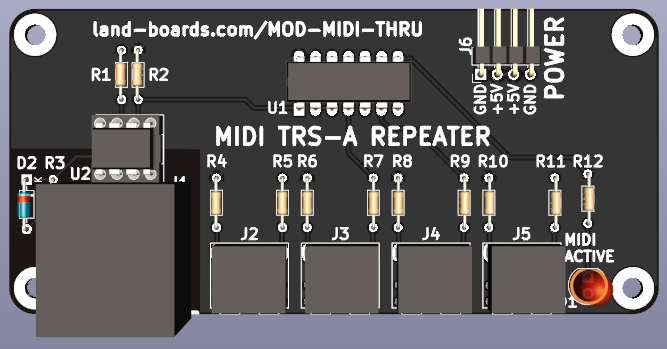 land-boards.com/MOD-MIDI-THRU
J6
POWER
R1
R2
GND
+5V
+5V
GND
U1
MIDI TRS-A REPEATER
D2 R3
K
U2
R4
R5 R6
R7 R8
R9 R10
R11 R12
J2
J3
J4
J5
MIDI
ACTIVE